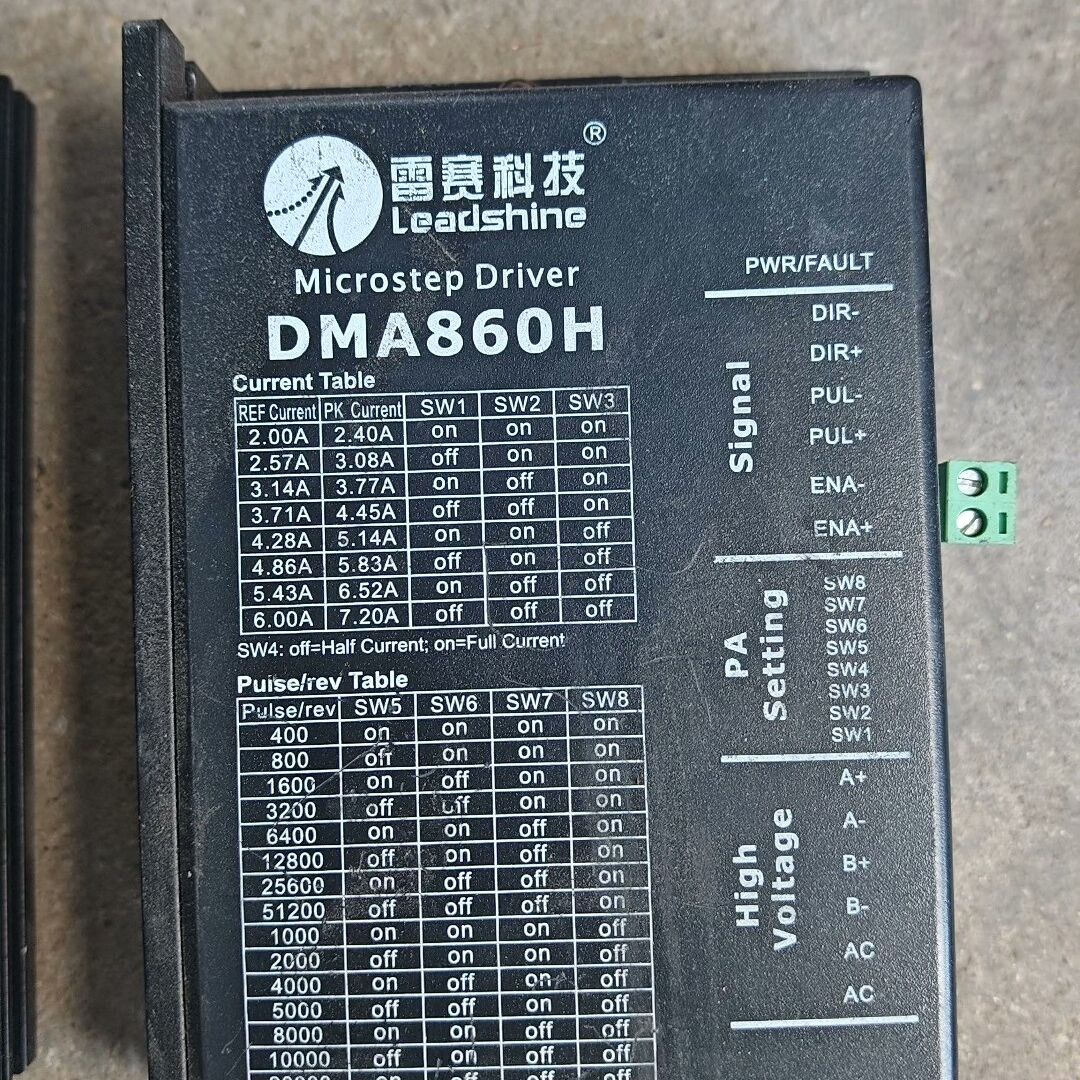 雷赛科技®
Leadshine
Microstep Driver
DMA860H
Current Table
REF Current PK Current SW1 SW2 SW3
2.00A 2.40A on on on
2.57A 3.08A off on on
3.14A 3.77A on off on
3.71A 4.45A off off off
4.28A 5.14A on on off
4.86A 5.83A off on off
5.43A 6.52A on off off
6.00A 7.20A off off off
SW4: off=Half Current; on=Full Current
Pulse/rev Table
Pulse/rev SW5 SW6 SW7 SW8
400 on on on on
800 off on on on
1600 on off on on
3200 off off on on
6400 on on off on
12800 off on off on
25600 on off off on
51200 off off off on
1000 on on on off
2000 off on on off
4000 on off on off
5000 off off on off
8000 on on off off
10000 off on off off
PWR/FAULT
Signal
DIR-
DIR+
PUL-
PUL+
ENA-
ENA+
PA
Setting
SW8
SW7
SW6
SW5
SW4
SW3
SW2
SW1
High
Voltage
A+
A-
B+
B-
AC
AC